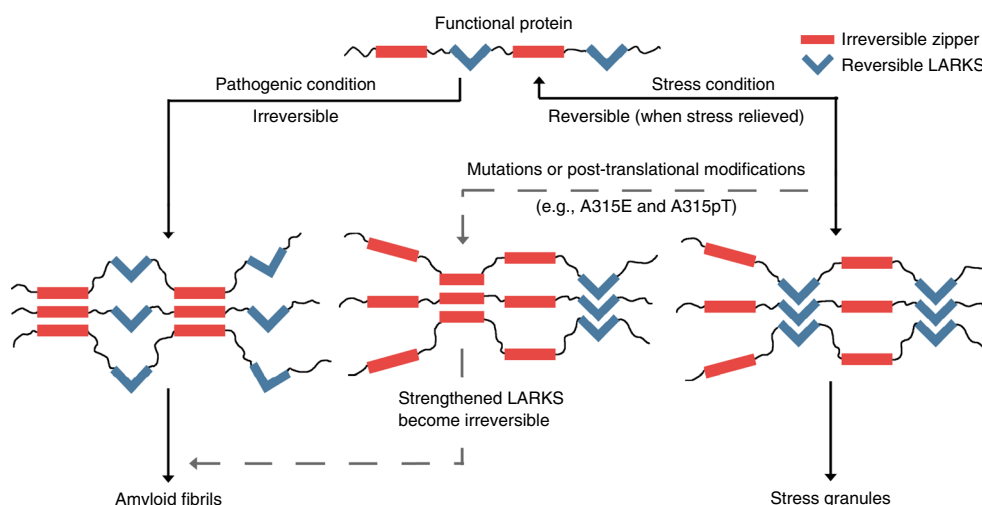 Functional protein
Irreversible zipper
Reversible LARKS
Pathogenic condition
Irreversible
Stress condition
Reversible (when stress relieved)
Mutations or post-translational modifications
(e.g., A315E and A315pT)
Strengthened LARKS
become irreversible
Amyloid fibrils
Stress granules